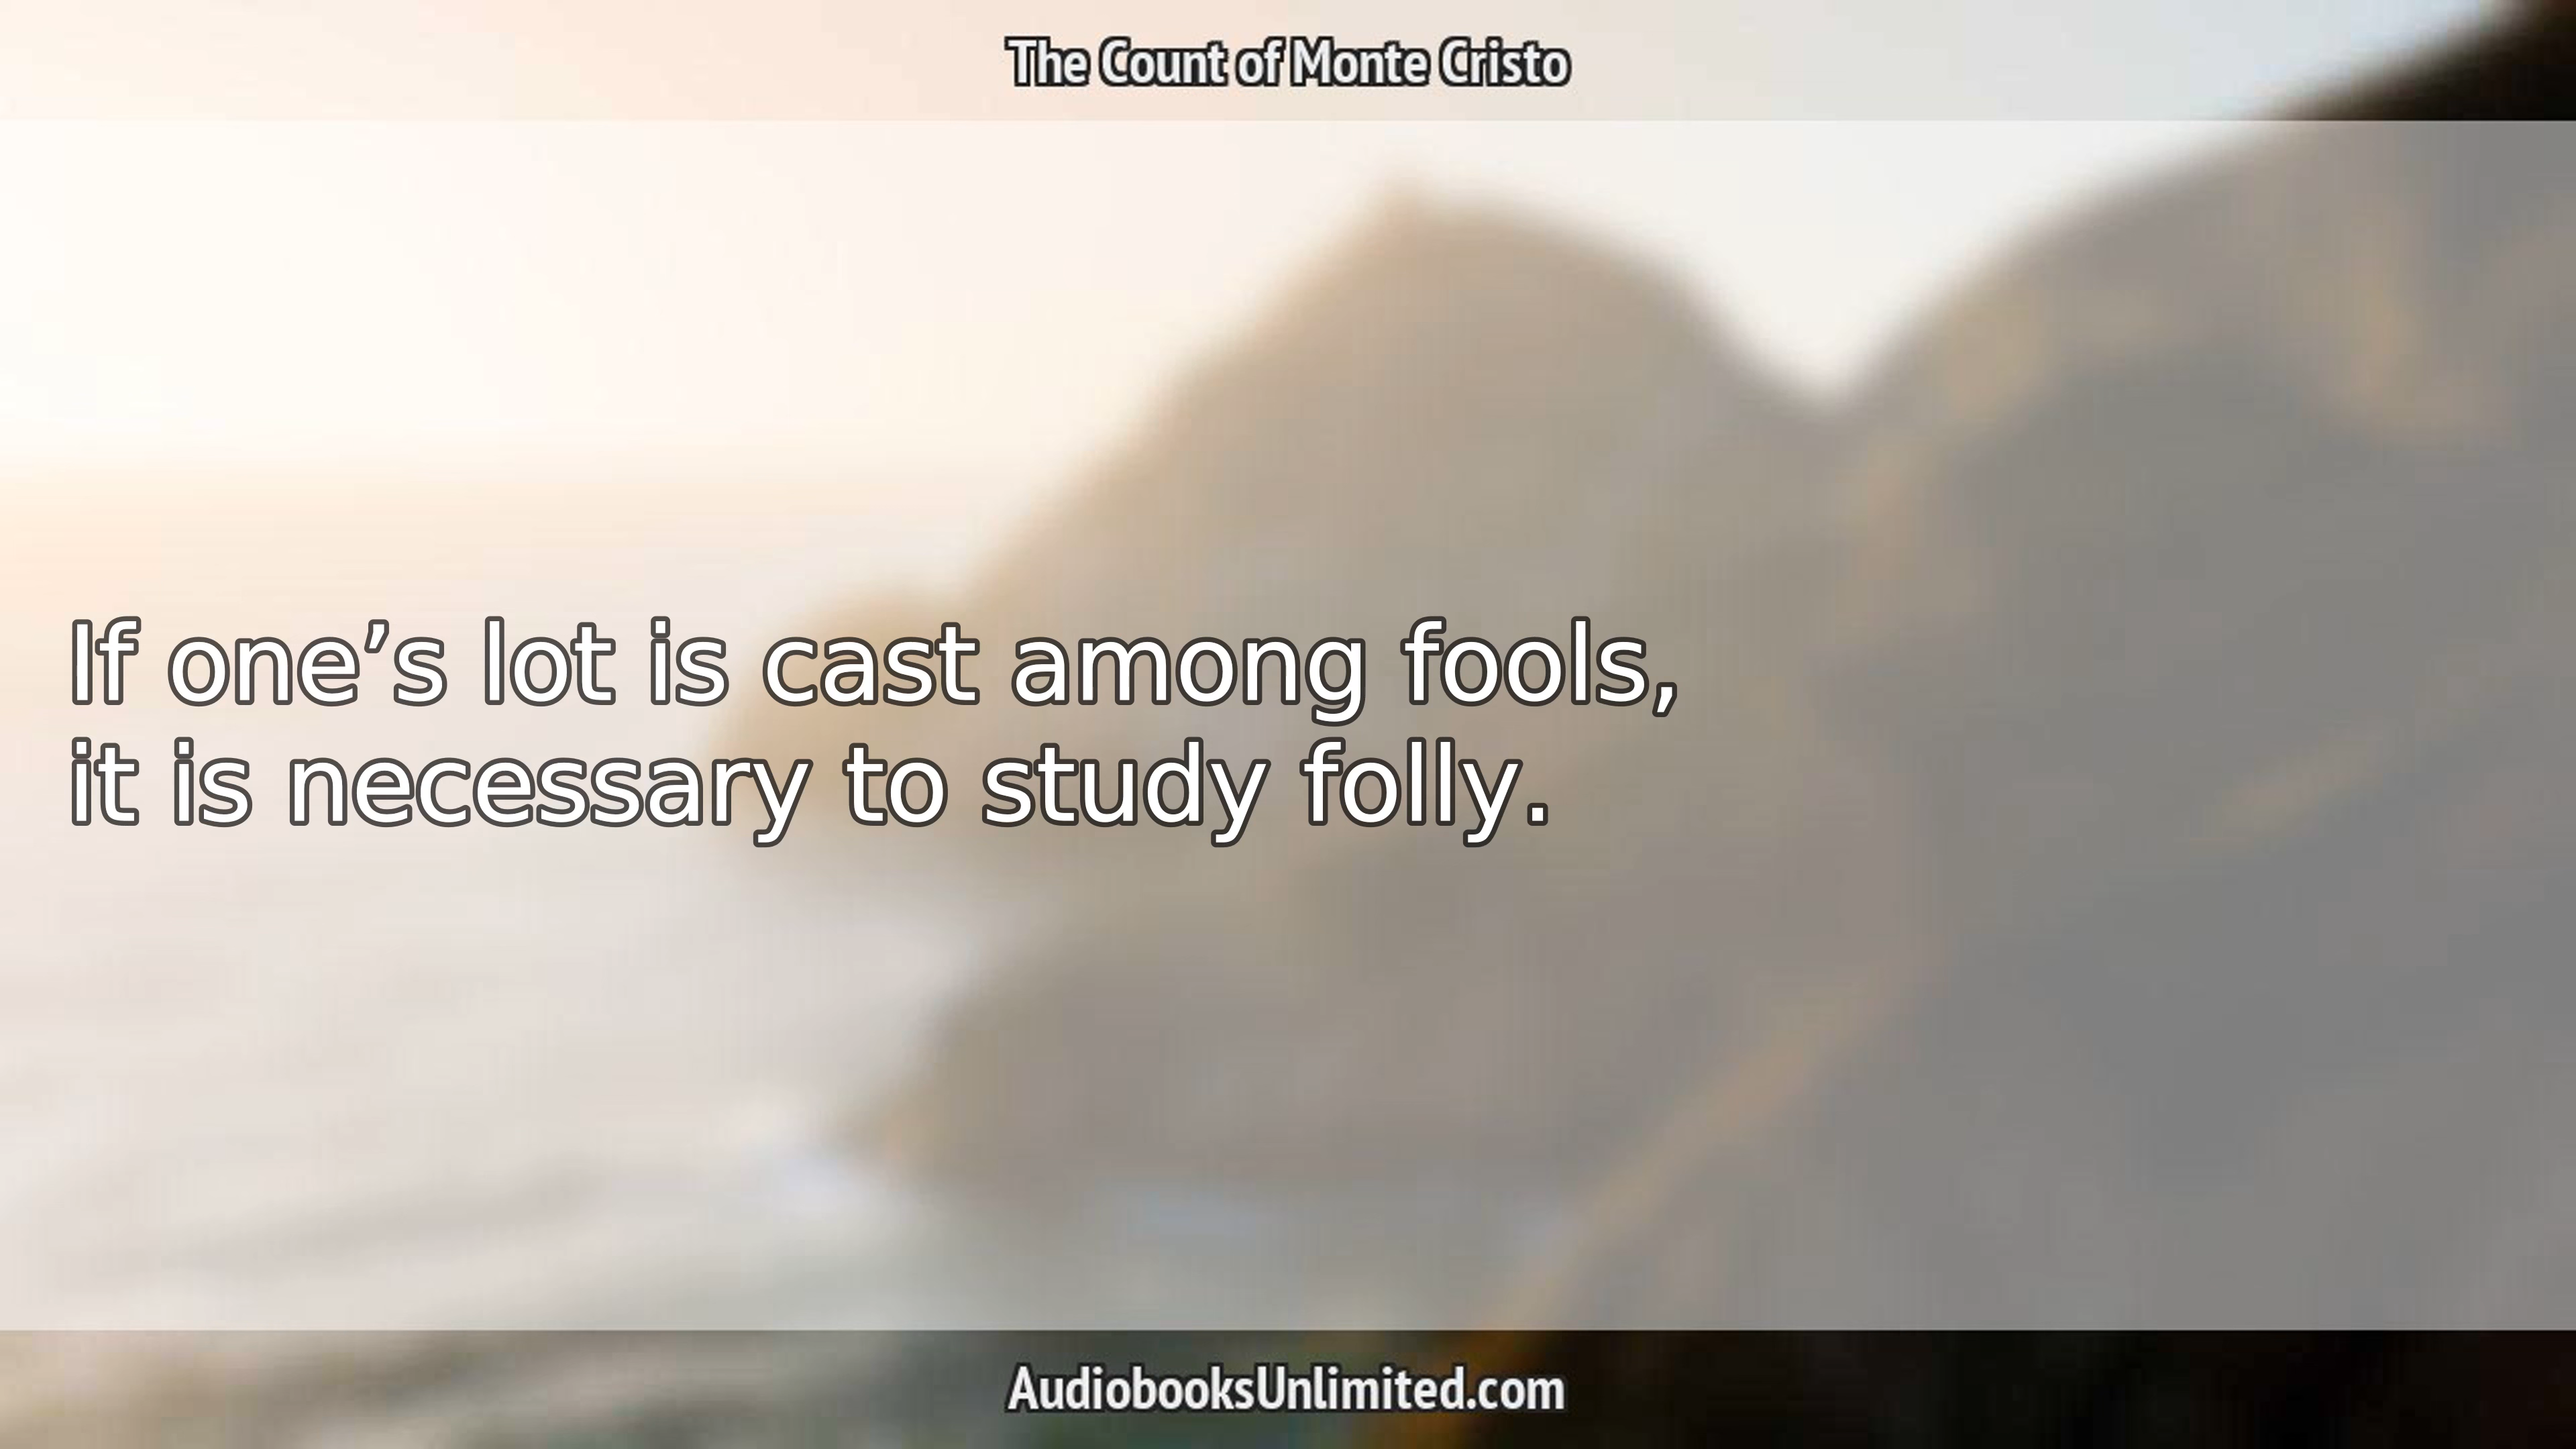 The Count of Monte Cristo
If one’s lot is cast among fools,
it is necessary to study folly.
AudiobooksUnlimited.com